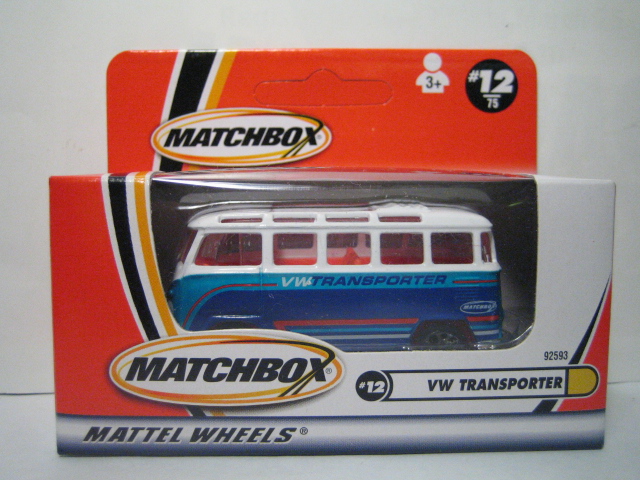 3+
#12
75
MATCHBOX
VW TRANSPORTER
MATCHBOX
92593
MATCHBOX®
#12
VW TRANSPORTER
MATTEL WHEELS®